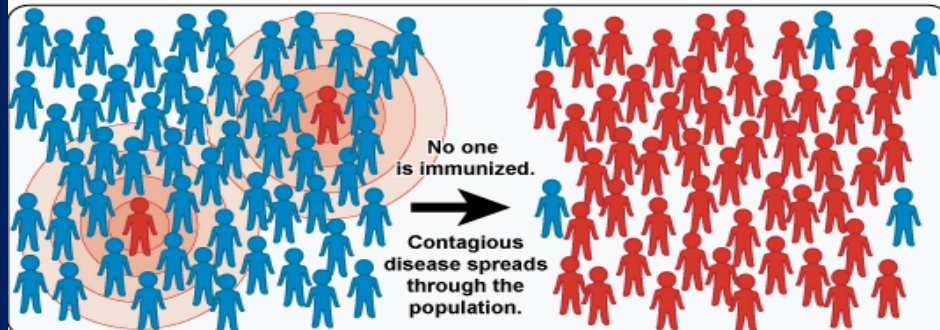 No one
is immunized.
Contagious
disease spreads
through the
population.